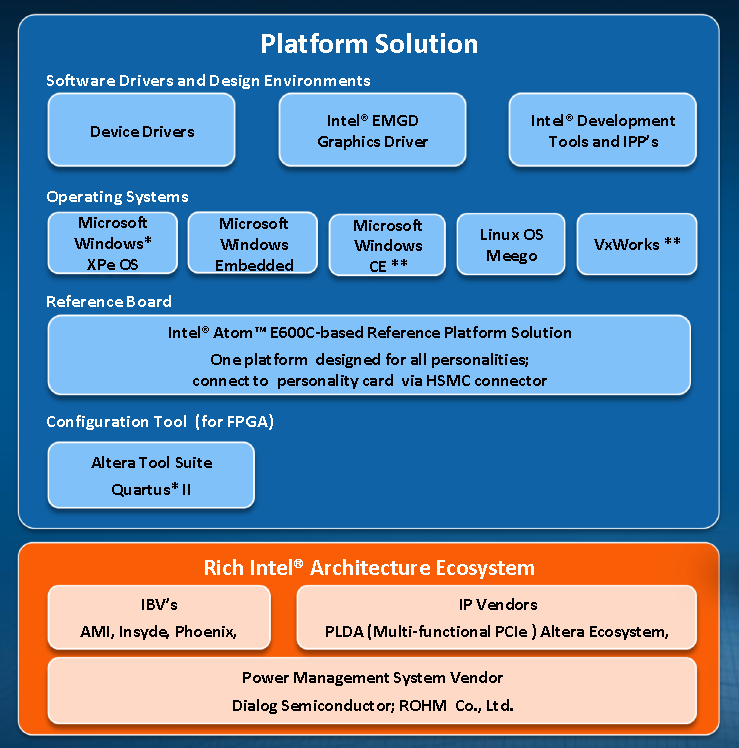 Platform Solution
Software Drivers and Design Environments
Device Drivers
Intel® EMGD
Graphics Driver
Intel® Development
Tools and IPP's
Operating Systems
Microsoft
Windows*
XPe OS
Microsoft
Windows
Embedded
Microsoft
Windows
CE **
Linux OS
Meego
VxWorks **
Reference Board
Intel® Atom™ E600C-based Reference Platform Solution
One platform designed for all personalities;
connect to personality card via HSMC connector
Configuration Tool (for FPGA)
Altera Tool Suite
Quartus* II
Rich Intel® Architecture Ecosystem
IBV's
AMI, Insyde, Phoenix,
IP Vendors
PLDA (Multi-functional PCIe ) Altera Ecosystem,
Power Management System Vendor
Dialog Semiconductor; ROHM Co., Ltd.